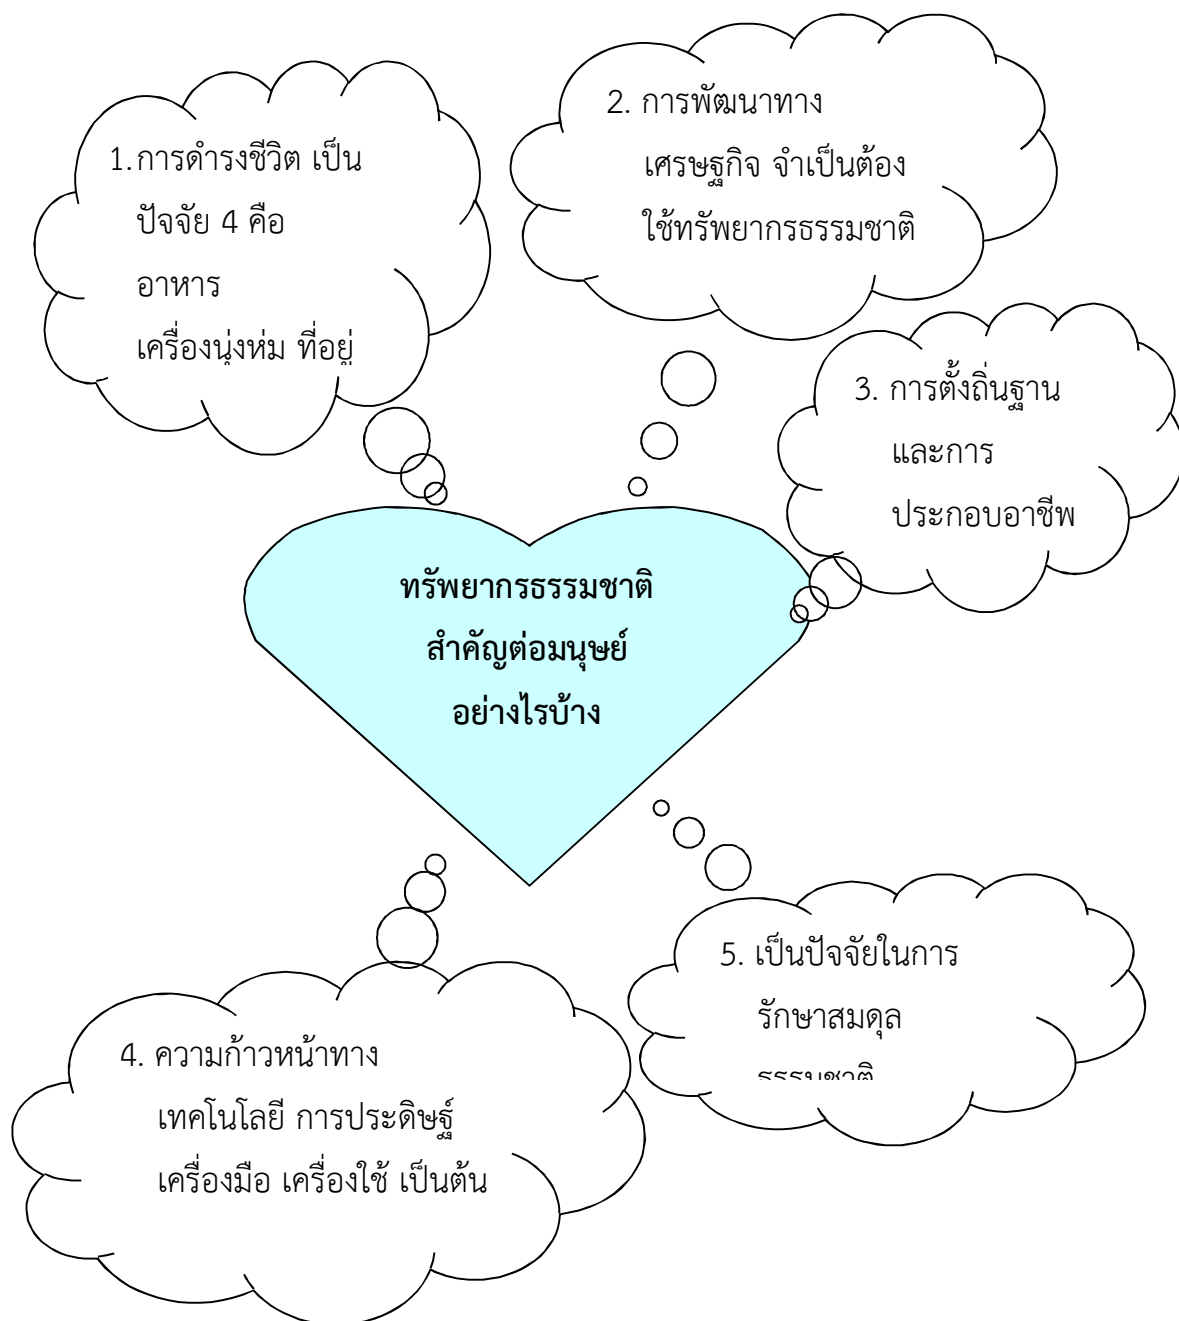 1.การดำรงชีวิต เป็น
ปัจจัย 4 คือ
อาหาร
เครื่องนุ่งห่ม ที่อยู่
2. การพัฒนาทาง
เศรษฐกิจ จำเป็นต้อง
ใช้ทรัพยากรธรรมชาติ
3. การตั้งถิ่นฐาน
และการ
ประกอบอาชีพ
ทรัพยากรธรรมชาติ
สำคัญต่อมนุษย์
อย่างไรบ้าง
4. ความก้าวหน้าทาง
เทคโนโลยี การประดิษฐ์
เครื่องมือ เครื่องใช้ เป็นต้น
5. เป็นปัจจัยในการ
รักษาสมดุล
ธรรมชาติ